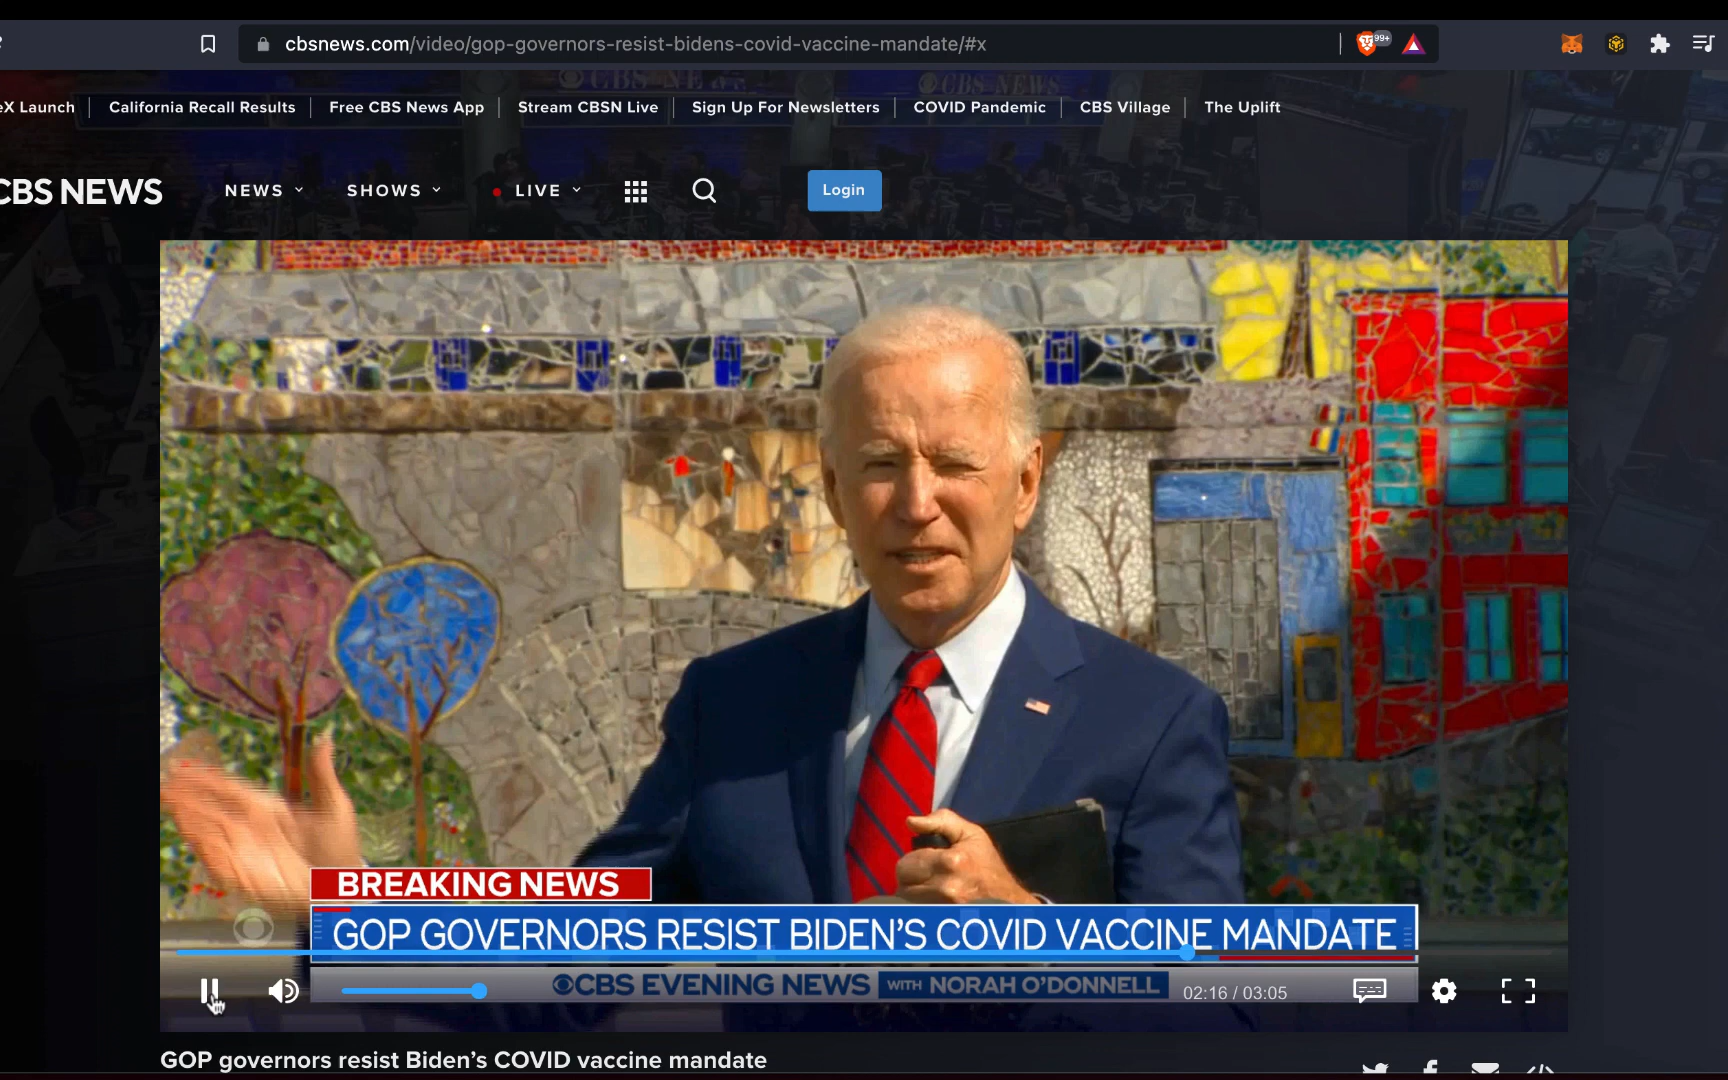 cbsnews.com/video/gop-governors-resist-bidens-covid-vaccine-mandate/#x
99+
eX Launch
California Recall Results
Free CBS News App
Stream CBSN Live
Sign Up For Newsletters
COVID Pandemic
CBS Village
The Uplift
CBS NEWS
NEWS
SHOWS
LIVE
Login
BREAKING NEWS
GOP GOVERNORS RESIST BIDEN'S COVID VACCINE MANDATE
CBS EVENING NEWS WITH NORAH O'DONNELL
02:16 / 03:05
GOP governors resist Biden’s COVID vaccine mandate